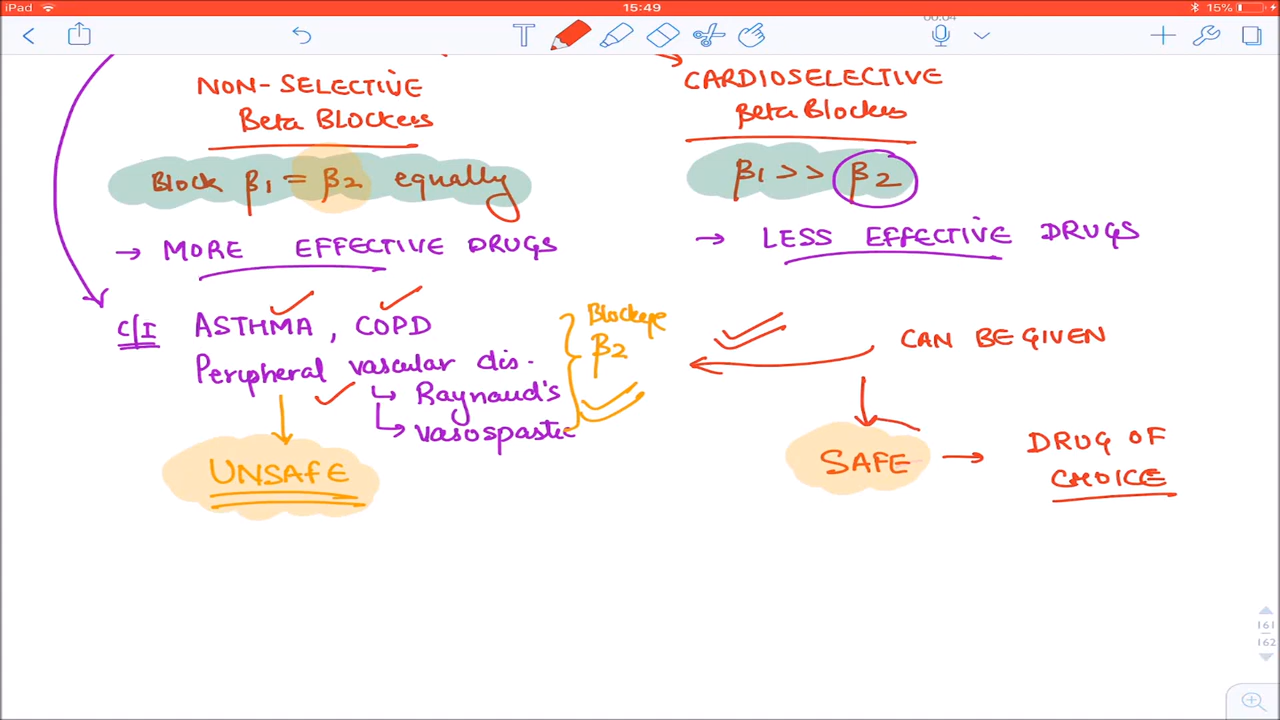 iPad
15:49
15%
00:04
T
NON-SELECTIVE
Beta BLOCKERS
CARDIOSELECTIVE
Beta Blockers
Block β1 = β2 equally
β1 >> β2
→ MORE EFFECTIVE DRUGS
→ LESS EFFECTIVE DRUGS
C/I ASTHMA, COPD
Peripheral vascular dis.
↳ Raynaud's
↳ vasospastic
Blockage
β2
CAN BE GIVEN
UNSAFE
SAFE → DRUG OF
CHOICE
161
162